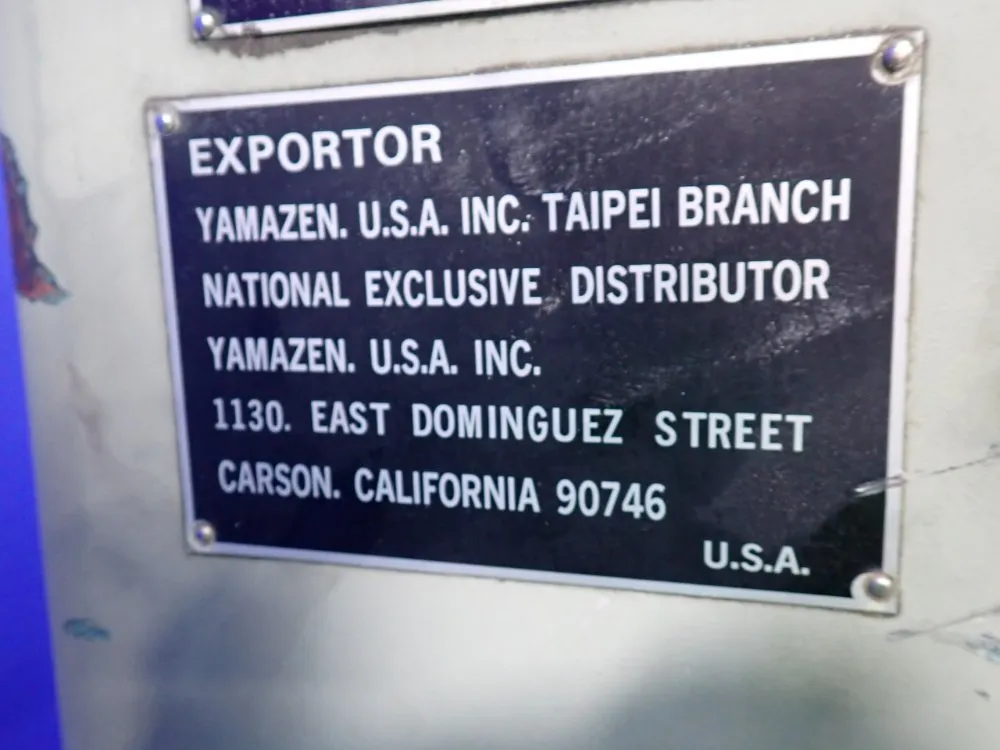 EXPORTOR
YAMAZEN. U.S.A. INC. TAIPEI BRANCH
NATIONAL EXCLUSIVE DISTRIBUTOR
YAMAZEN. U.S.A. INC.
1130. EAST DOMINGUEZ STREET
CARSON. CALIFORNIA 90746
U.S.A.